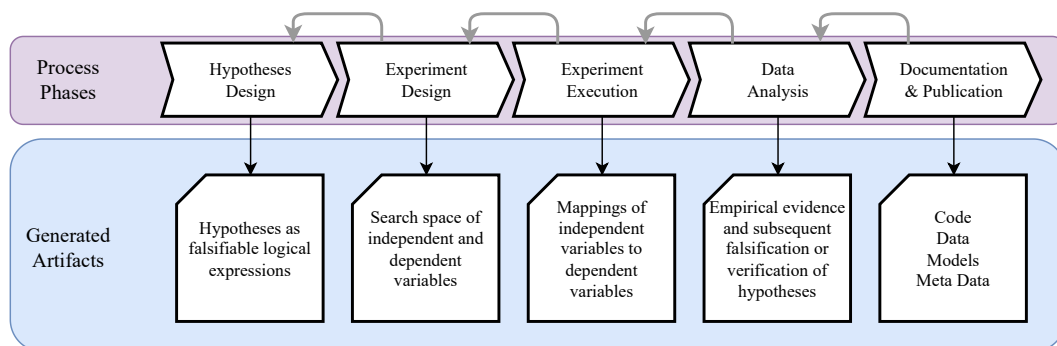 Process
Phases
Hypotheses
Design
Experiment
Design
Experiment
Execution
Data
Analysis
Documentation
& Publication
Generated
Artifacts
Hypotheses as
falsifiable logical
expressions
Search space of
independent and
dependent
variables
Mappings of
independent
variables to
dependent
variables
Empirical evidence
and subsequent
falsification or
verification of
hypotheses
Code
Data
Models
Meta Data